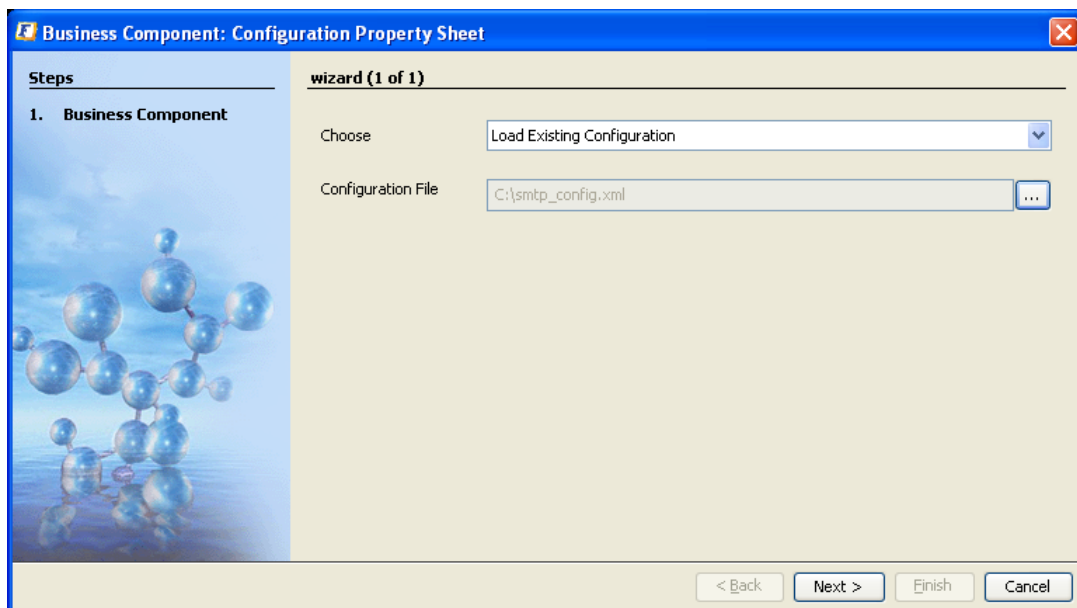 Business Component: Configuration Property Sheet
Steps
1. Business Component
wizard (1 of 1)
Choose
Load Existing Configuration
Configuration File
C:\smtp_config.xml
...
< Back
Next >
Finish
Cancel